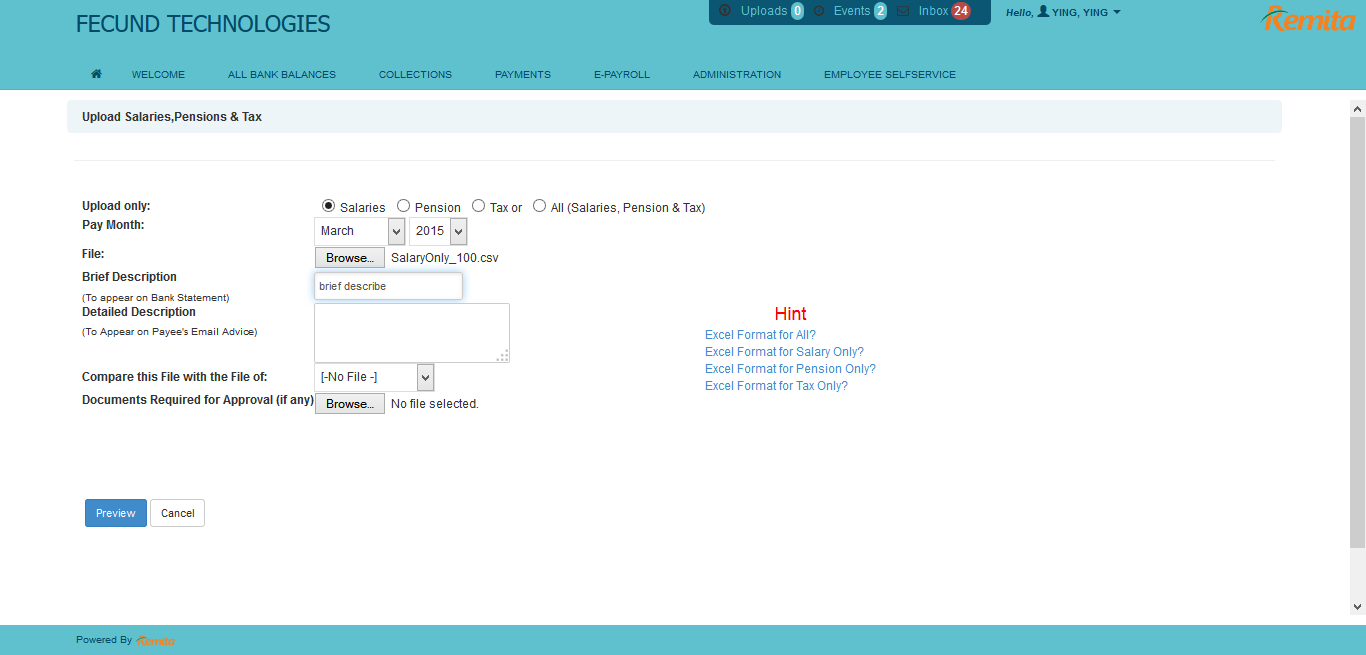 FECUND TECHNOLOGIES
Uploads 0 Events 2 Inbox 24
Hello, YING, YING
Remita
WELCOME ALL BANK BALANCES COLLECTIONS PAYMENTS E-PAYROLL ADMINISTRATION EMPLOYEE SELFSERVICE
Upload Salaries,Pensions & Tax
Upload only: Salaries Pension Tax or All (Salaries, Pension & Tax)
Pay Month: March 2015
File: Browse... SalaryOnly_100.csv
Brief Description brief describe
(To appear on Bank Statement)
Detailed Description
(To Appear on Payee's Email Advice)
Hint
Excel Format for All?
Excel Format for Salary Only?
Excel Format for Pension Only?
Excel Format for Tax Only?
Compare this File with the File of: [-No File -]
Documents Required for Approval (if any) Browse... No file selected.
Preview Cancel
Powered By Remita